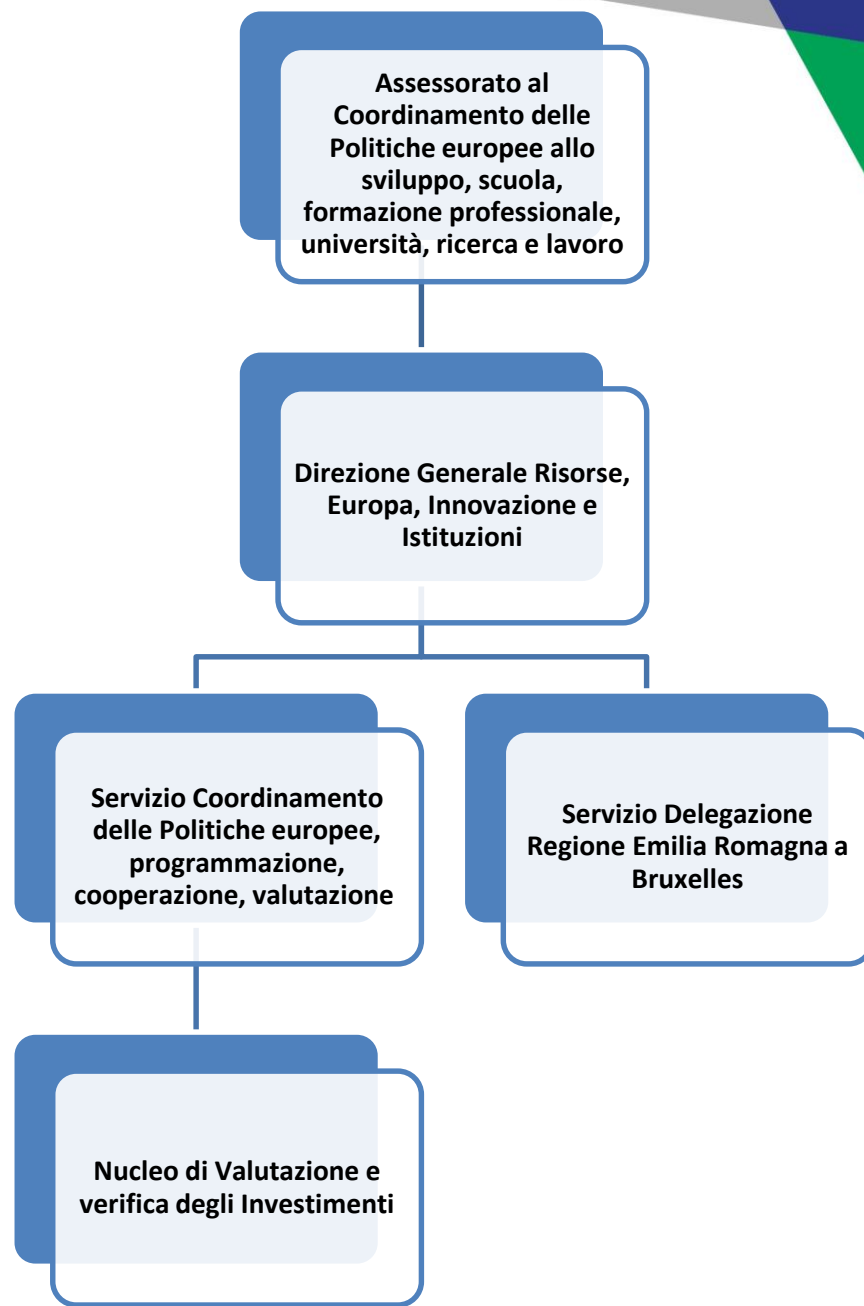 Assessorato al
Coordinamento delle
Politiche europee allo
sviluppo, scuola,
formazione professionale,
università, ricerca e lavoro
Direzione Generale Risorse,
Europa, Innovazione e
Istituzioni
Servizio Coordinamento
delle Politiche europee,
programmazione,
cooperazione, valutazione
Servizio Delegazione
Regione Emilia Romagna a
Bruxelles
Nucleo di Valutazione e
verifica degli Investimenti